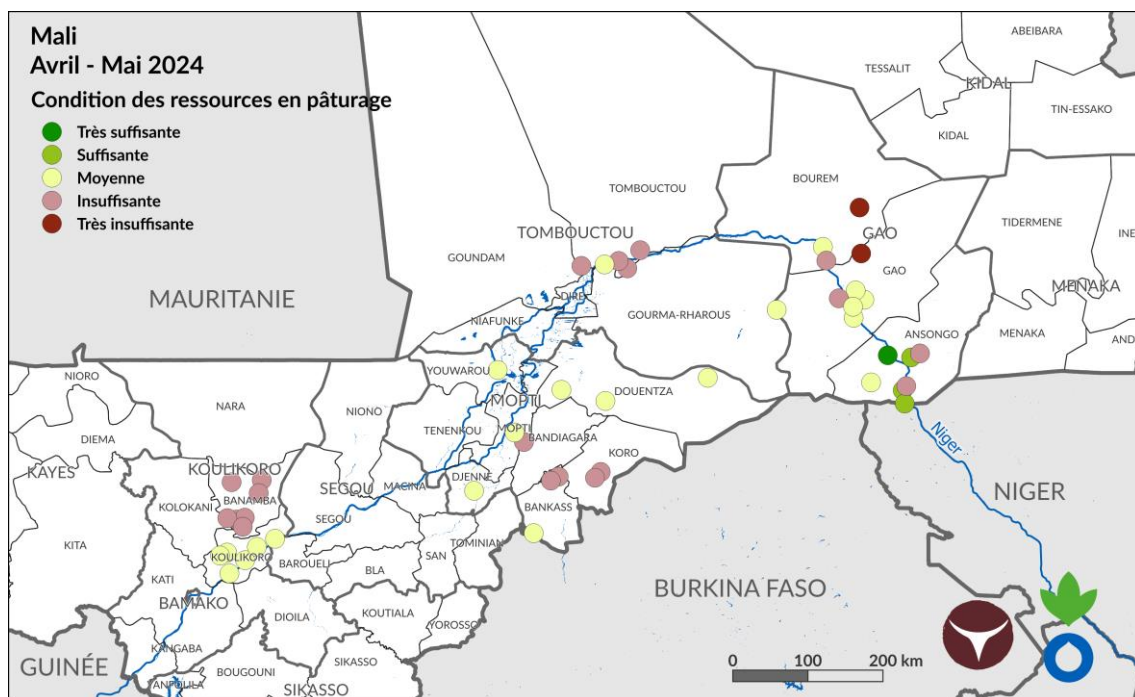 Mali
Avril - Mai 2024
Condition des ressources en pâturage
Très suffisante
Suffisante
Moyenne
Insuffisante
Très insuffisante
ABEIBARA
TESSALIT
KIDAL
TIN-ESSAKO
KIDAL
BOUREM
TOMBOUCTOU
TIDERMENE
INE
TOMBOUCTOU
GAO
GOUNDAM
GAO
MENAKA
MAURITANIE
DIRE
GOURMA-RHAROUS
NIAFUNKE
ANSONGO
MENAKA
AND
YOUWAROU
NIORO
DOUENTZA
NARA
NIONO
MOPTI
Niger
TENENKOU
MOPTI
BANDIAGARA
DIEMA
KORO
KAYES
KOULIKORO
DJENNE
SEGOU
MACINA
BANAMBA
NIGER
KOLOKANI
BANKASS
SEGOU
KITA
TOMINIAN
KOULIKORO
SAN
BAROUELI
BLA
KATI
BURKINA FASO
BAMAKO
DIOILA
KOUTIALA
YOROSSO
KANGABA
GUINÉE
SIKASSO
BOUGOUNI
YANFOLILA
SIKASSO
0 100 200 km